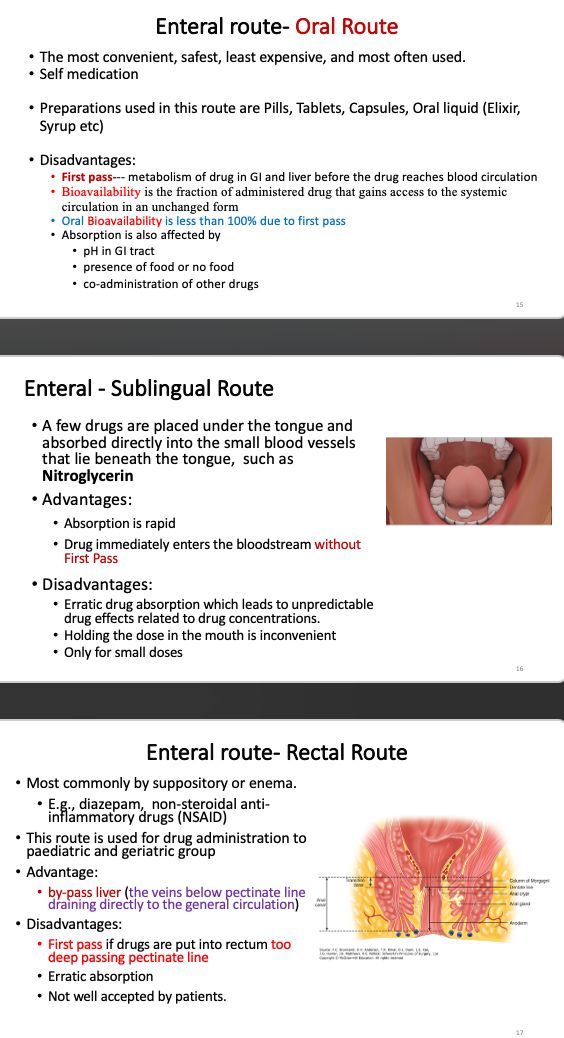 Enteral route- Oral Route
• The most convenient, safest, least expensive, and most often used.
• Self medication
• Preparations used in this route are Pills, Tablets, Capsules, Oral liquid (Elixir,
Syrup etc)
• Disadvantages:
• First pass--- metabolism of drug in GI and liver before the drug reaches blood circulation
• Bioavailability is the fraction of administered drug that gains access to the systemic
circulation in an unchanged form
• Oral Bioavailability is less than 100% due to first pass
• Absorption is also affected by
• pH in GI tract
• presence of food or no food
• co-administration of other drugs
15
Enteral - Sublingual Route
• A few drugs are placed under the tongue and
absorbed directly into the small blood vessels
that lie beneath the tongue, such as
Nitroglycerin
• Advantages:
• Absorption is rapid
• Drug immediately enters the bloodstream without
First Pass
• Disadvantages:
• Erratic drug absorption which leads to unpredictable
drug effects related to drug concentrations.
• Holding the dose in the mouth is inconvenient
• Only for small doses
16
Enteral route- Rectal Route
• Most commonly by suppository or enema.
• E.g., diazepam, non-steroidal anti-
inflammatory drugs (NSAID)
• This route is used for drug administration to
paediatric and geriatric group
• Advantage:
• by-pass liver (the veins below pectinate line
draining directly to the general circulation)
• Disadvantages:
• First pass if drugs are put into rectum too
deep passing pectinate line
• Erratic absorption
• Not well accepted by patients.
Transition
zone
Anal
canal
Column of Morgagni
Dentate line
Anal crypt
Anal gland
Anoderm
Copyright © McGraw-Hill Education. All rights reserved.
17